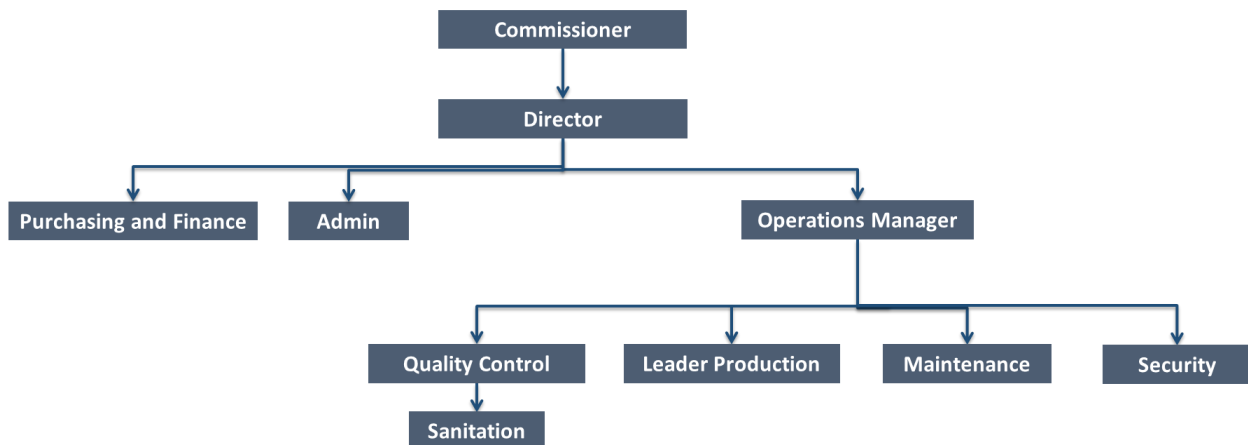 Commissioner
Director
Purchasing and Finance
Admin
Operations Manager
Quality Control
Leader Production
Maintenance
Security
Sanitation